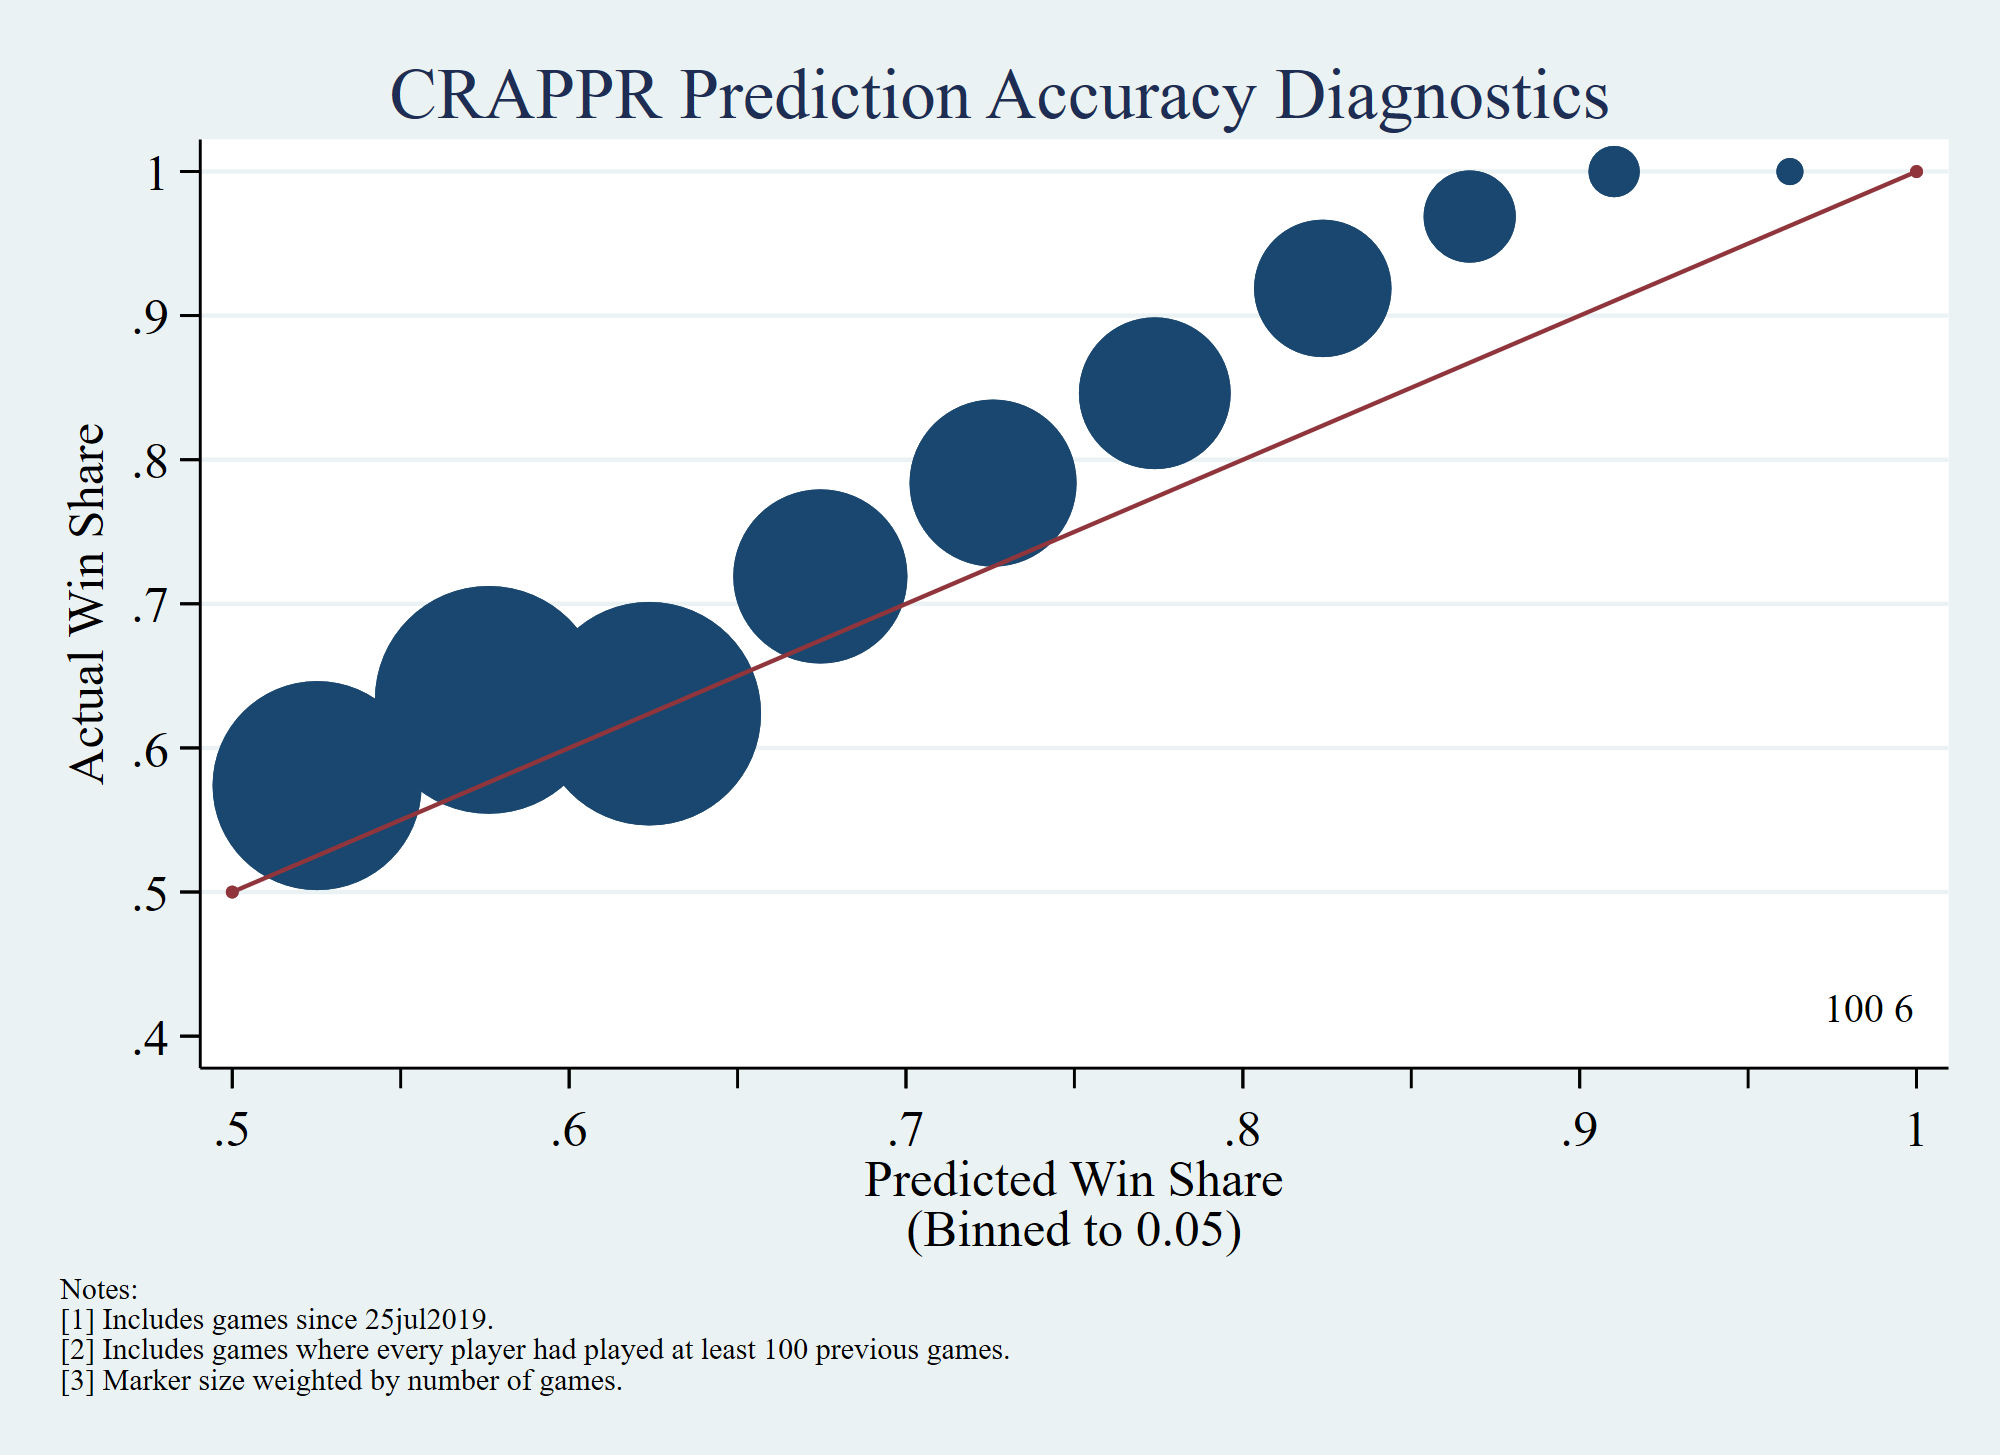 CRAPPR Prediction Accuracy Diagnostics
1
.9
.8
.7
.6
.5
.4
Actual Win Share
100 6
.5 .6 .7 .8 .9 1
Predicted Win Share
(Binned to 0.05)
Notes:
[1] Includes games since 25jul2019.
[2] Includes games where every player had played at least 100 previous games.
[3] Marker size weighted by number of games.